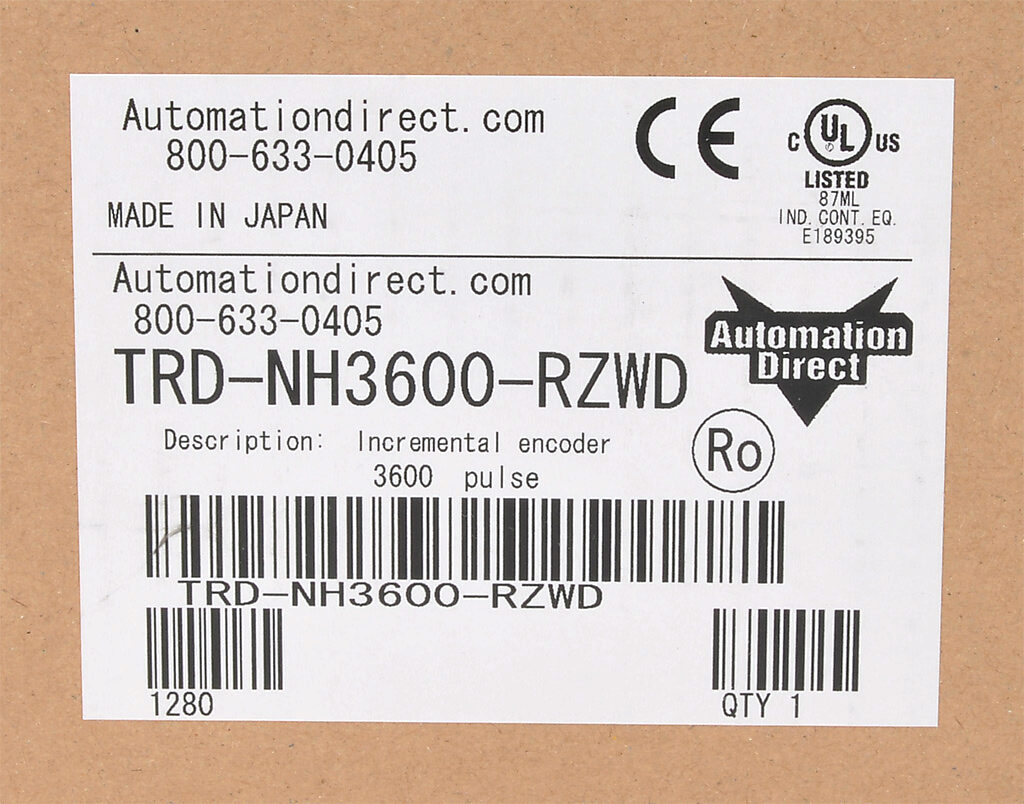 Automationdirect.com
800-633-0405
MADE IN JAPAN
CE
C UL US
LISTED
87ML
IND. CONT. EQ.
E189395
Automationdirect.com
800-633-0405
TRD-NH3600-RZWD
Automation
Direct
Description: Incremental encoder
3600 pulse
Ro
TRD-NH3600-RZWD
1280
QTY 1